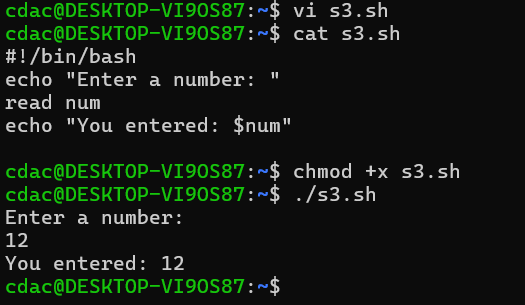 cdac@DESKTOP-VI9OS87:~$ vi s3.sh
cdac@DESKTOP-VI9OS87:~$ cat s3.sh
#!/bin/bash
echo "Enter a number: "
read num
echo "You entered: $num"
cdac@DESKTOP-VI9OS87:~$ chmod +x s3.sh
cdac@DESKTOP-VI9OS87:~$ ./s3.sh
Enter a number:
12
You entered: 12
cdac@DESKTOP-VI9OS87:~$